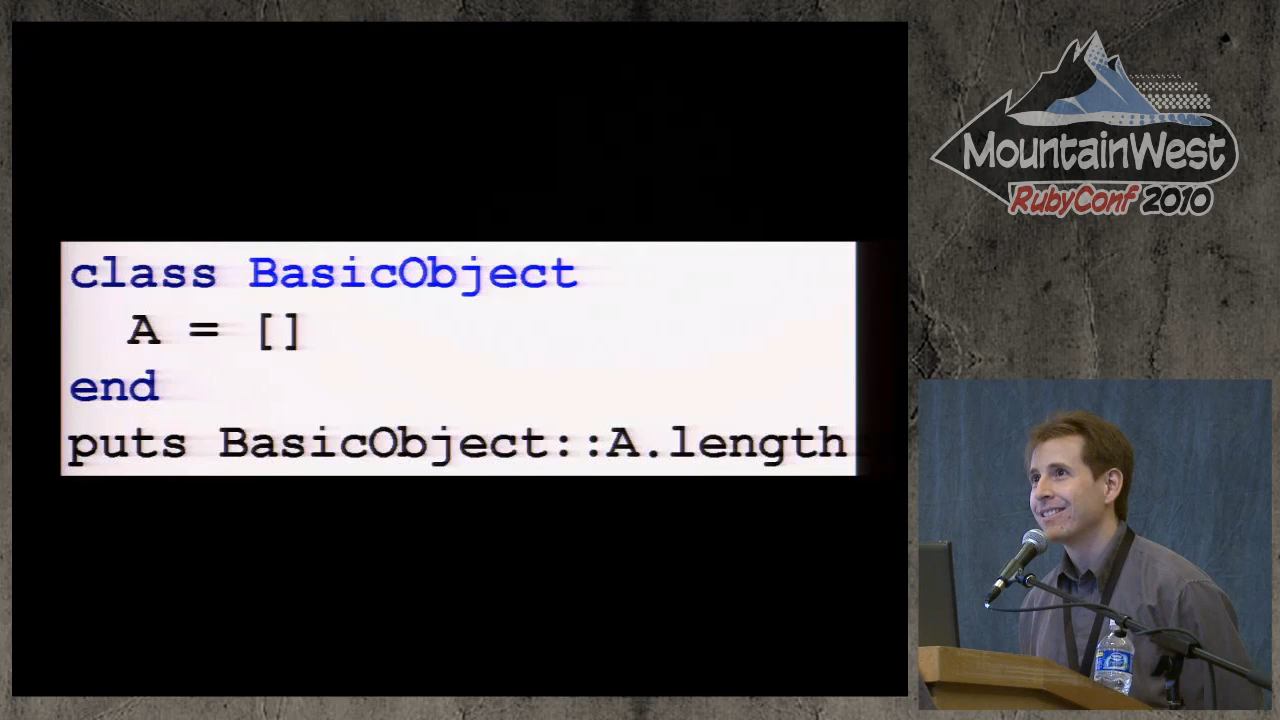 class BasicObject
  A = []
end
puts BasicObject::A.length
MountainWest
RubyConf 2010